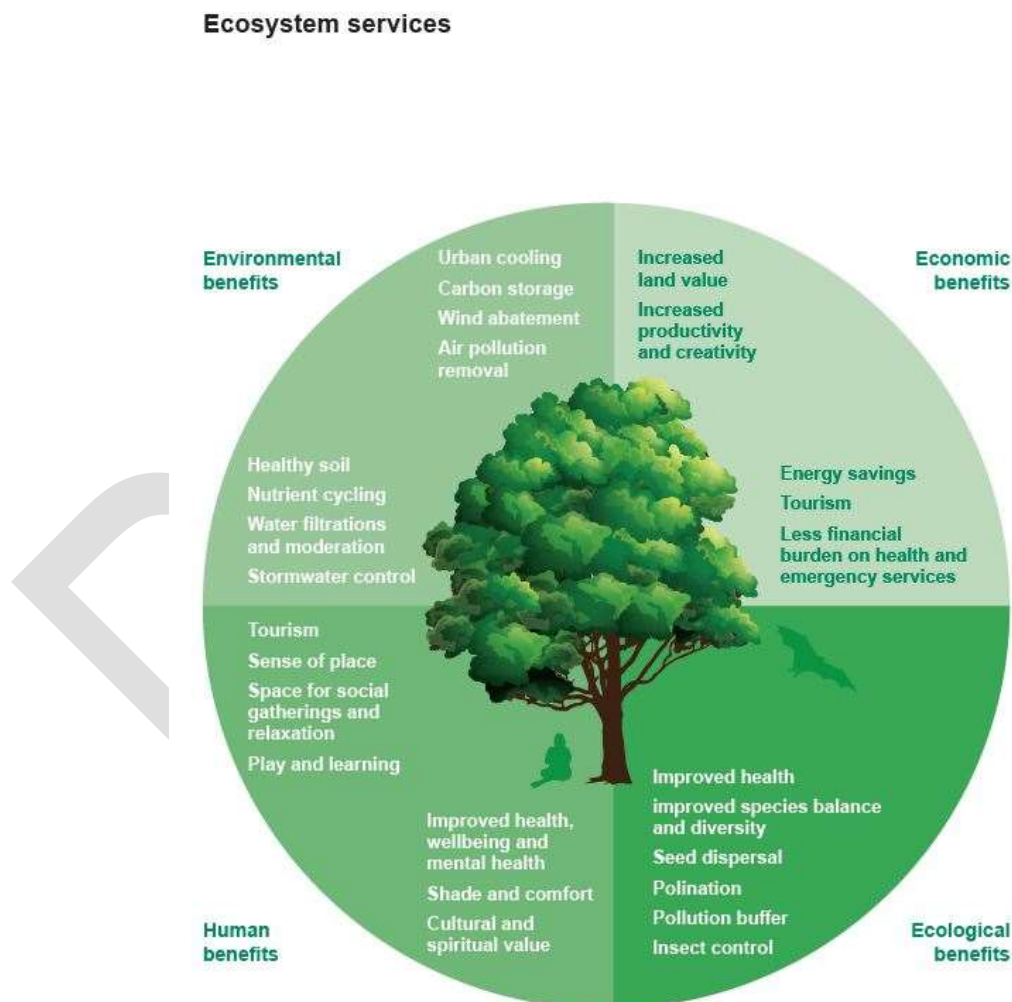 Ecosystem services
Environmental
benefits
Urban cooling
Carbon storage
Wind abatement
Air pollution
removal
Healthy soil
Nutrient cycling
Water filtrations
and moderation
Stormwater control
Increased
land value
Increased
productivity
and creativity
Economic
benefits
Energy savings
Tourism
Less financial
burden on health and
emergency services
Tourism
Sense of place
Space for social
gatherings and
relaxation
Play and learning
Improved health,
wellbeing and
mental health
Shade and comfort
Cultural and
spiritual value
Human
benefits
Improved health
improved species balance
and diversity
Seed dispersal
Polination
Pollution buffer
Insect control
Ecological
benefits